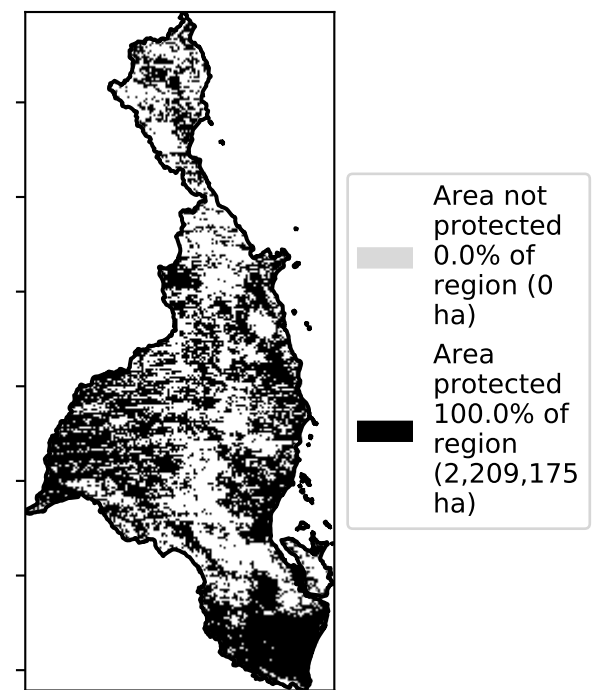 Area not
protected
0.0% of
region (0
ha)
Area
protected
100.0% of
region
(2,209,175
ha)